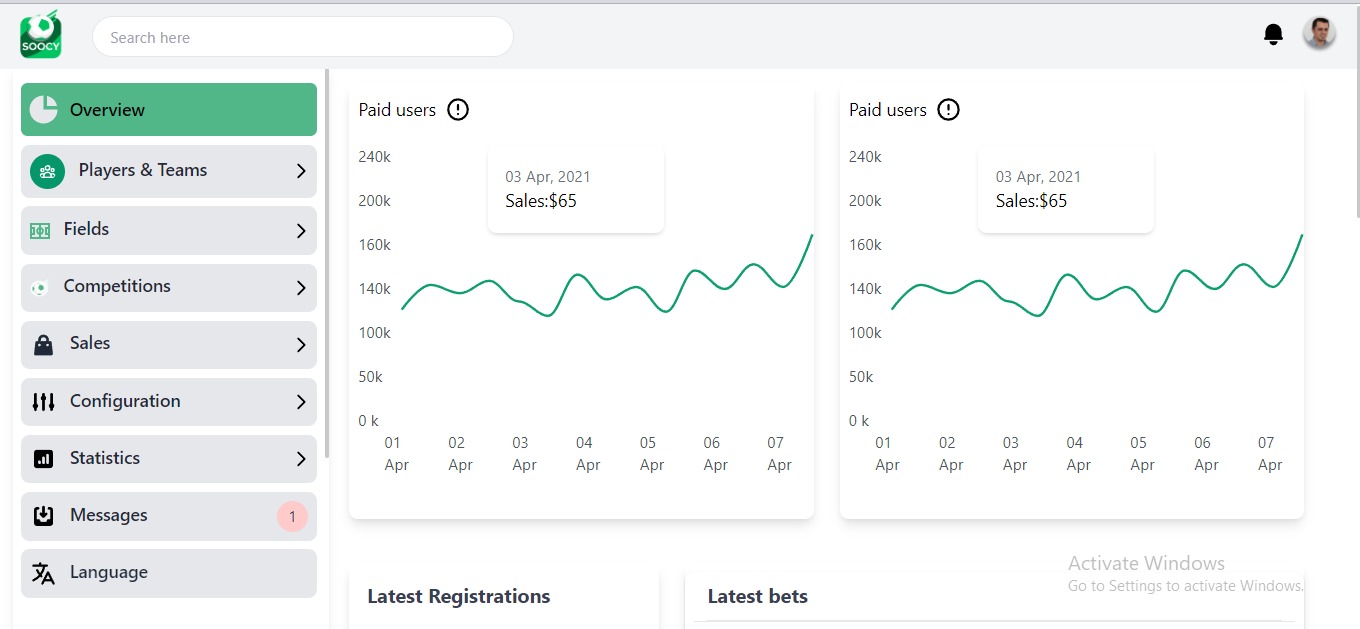 SOOCY
Search here
Overview
Players & Teams
Fields
Competitions
Sales
Configuration
Statistics
Messages
1
Language
Paid users
240k
200k
160k
140k
100k
50k
0 k
03 Apr, 2021
Sales:$65
01 Apr
02 Apr
03 Apr
04 Apr
05 Apr
06 Apr
07 Apr
Paid users
240k
200k
160k
140k
100k
50k
0 k
03 Apr, 2021
Sales:$65
01 Apr
02 Apr
03 Apr
04 Apr
05 Apr
06 Apr
07 Apr
Latest Registrations
Latest bets
Activate Windows
Go to Settings to activate Windows.